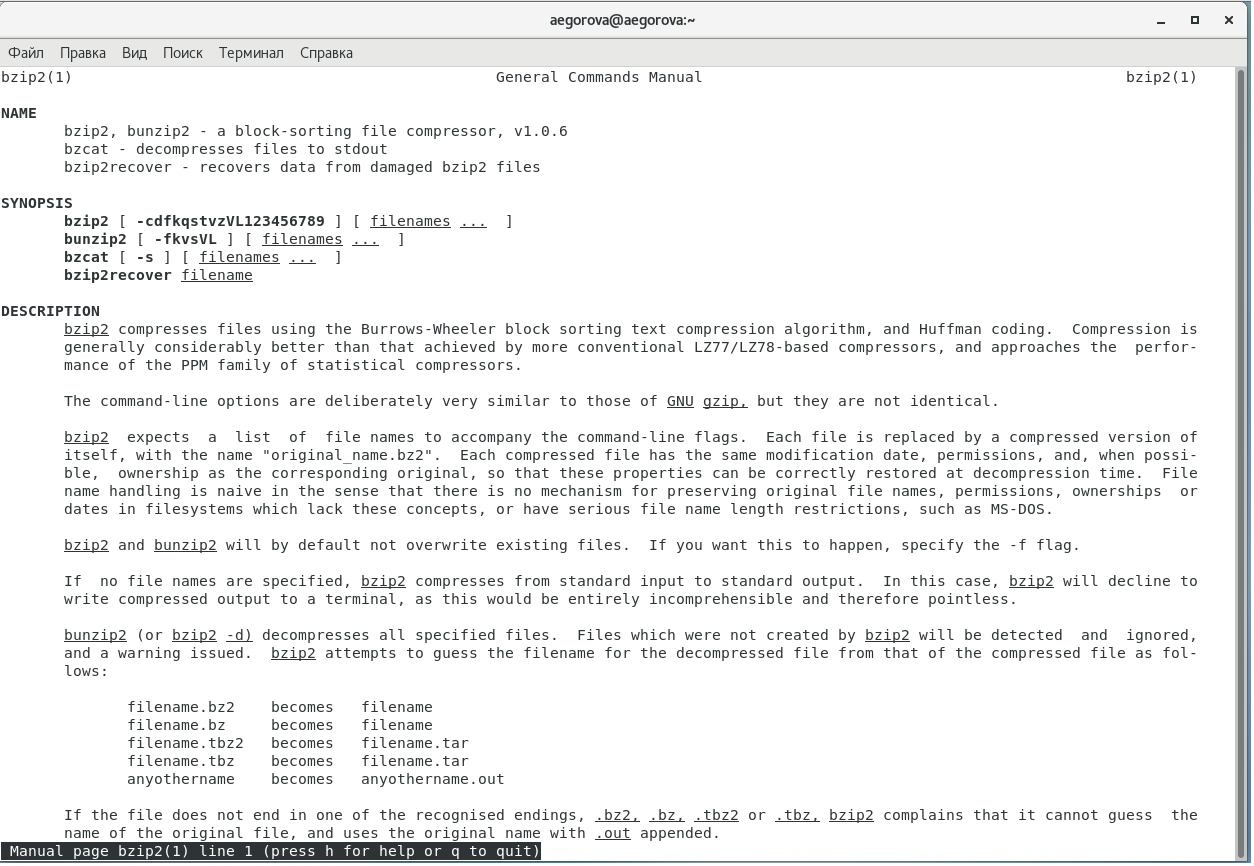 aegorova@aegorova:~
Файл Правка Вид Поиск Терминал Справка
bzip2(1) General Commands Manual bzip2(1)
NAME
bzip2, bunzip2 - a block-sorting file compressor, v1.0.6
bzcat - decompresses files to stdout
bzip2recover - recovers data from damaged bzip2 files
SYNOPSIS
bzip2 [ -cdfkqstvzVL123456789 ] [ filenames ... ]
bunzip2 [ -fkvsVL ] [ filenames ... ]
bzcat [ -s ] [ filenames ... ]
bzip2recover filename
DESCRIPTION
bzip2 compresses files using the Burrows-Wheeler block sorting text compression algorithm, and Huffman coding. Compression is
generally considerably better than that achieved by more conventional LZ77/LZ78-based compressors, and approaches the perfor-
mance of the PPM family of statistical compressors.
The command-line options are deliberately very similar to those of GNU gzip, but they are not identical.
bzip2 expects a list of file names to accompany the command-line flags. Each file is replaced by a compressed version of
itself, with the name "original_name.bz2". Each compressed file has the same modification date, permissions, and, when possi-
ble, ownership as the corresponding original, so that these properties can be correctly restored at decompression time. File
name handling is naive in the sense that there is no mechanism for preserving original file names, permissions, ownerships or
dates in filesystems which lack these concepts, or have serious file name length restrictions, such as MS-DOS.
bzip2 and bunzip2 will by default not overwrite existing files. If you want this to happen, specify the -f flag.
If no file names are specified, bzip2 compresses from standard input to standard output. In this case, bzip2 will decline to
write compressed output to a terminal, as this would be entirely incomprehensible and therefore pointless.
bunzip2 (or bzip2 -d) decompresses all specified files. Files which were not created by bzip2 will be detected and ignored,
and a warning issued. bzip2 attempts to guess the filename for the decompressed file from that of the compressed file as fol-
lows:
filename.bz2 becomes filename
filename.bz becomes filename
filename.tbz2 becomes filename.tar
filename.tbz becomes filename.tar
anyothername becomes anyothername.out
If the file does not end in one of the recognised endings, .bz2, .bz, .tbz2 or .tbz, bzip2 complains that it cannot guess the
name of the original file, and uses the original name with .out appended.
Manual page bzip2(1) line 1 (press h for help or q to quit)